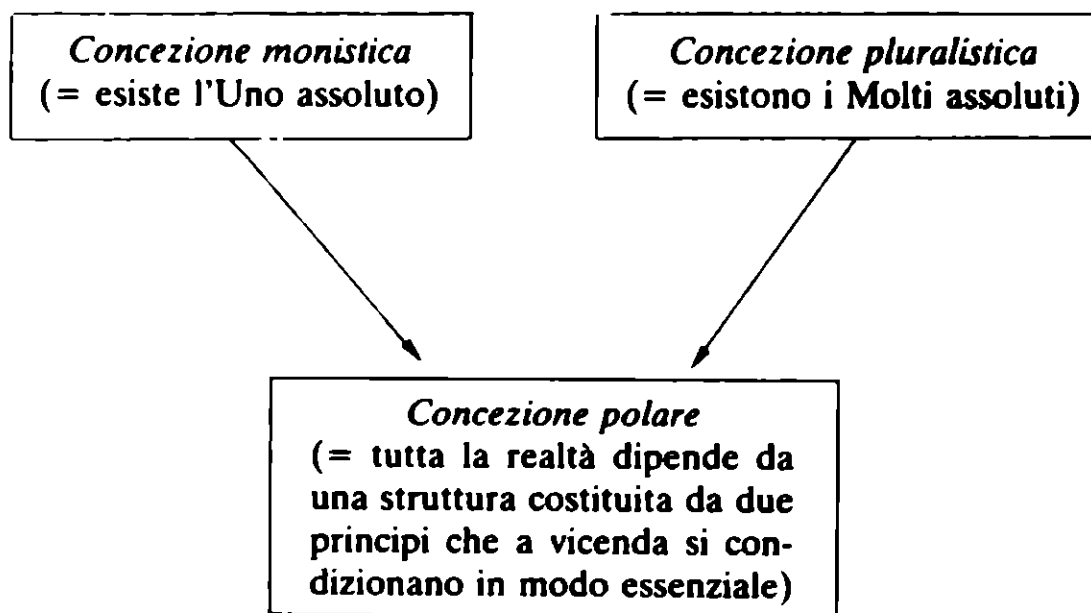 Concezione monistica
(= esiste l'Uno assoluto)
Concezione pluralistica
(= esistono i Molti assoluti)
Concezione polare
(= tutta la realtà dipende da
una struttura costituita da due
principi che a vicenda si con-
dizionano in modo essenziale)